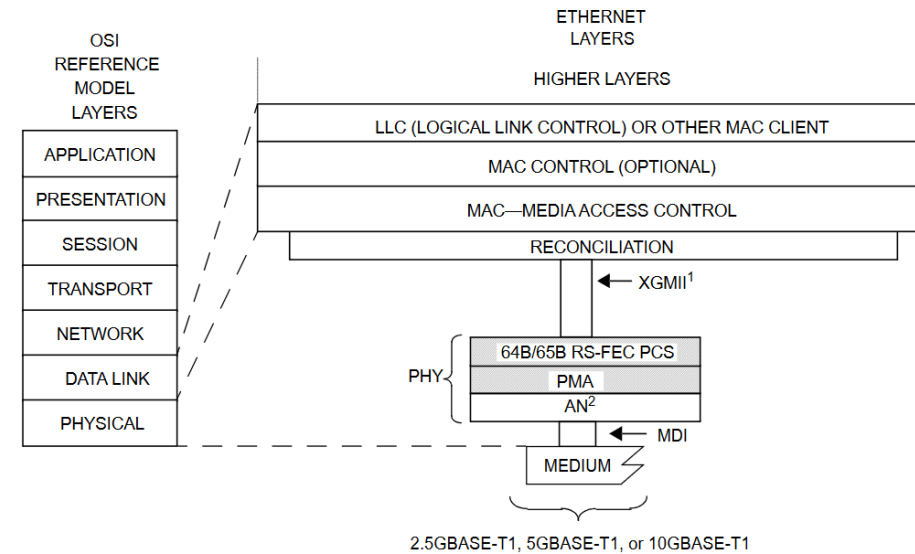 ETHERNET
LAYERS
OSI
REFERENCE
MODEL
LAYERS
HIGHER LAYERS
LLC (LOGICAL LINK CONTROL) OR OTHER MAC CLIENT
MAC CONTROL (OPTIONAL)
MAC—MEDIA ACCESS CONTROL
RECONCILIATION
APPLICATION
PRESENTATION
SESSION
TRANSPORT
NETWORK
DATA LINK
PHYSICAL
XGMII¹
PHY
64B/65B RS-FEC PCS
PMA
AN²
MDI
MEDIUM
2.5GBASE-T1, 5GBASE-T1, or 10GBASE-T1